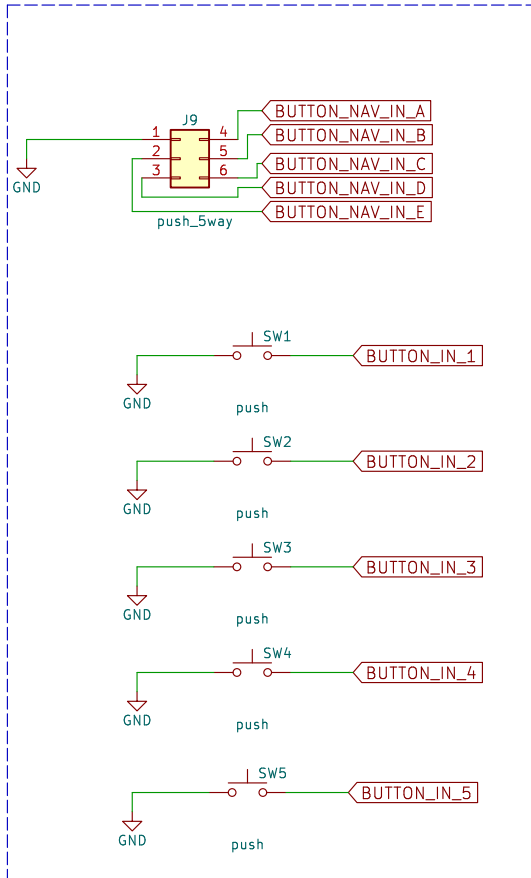 J9
1 4 BUTTON_NAV_IN_A
2 5 BUTTON_NAV_IN_B
3 6 BUTTON_NAV_IN_C
BUTTON_NAV_IN_D
BUTTON_NAV_IN_E
GND
push_5way
SW1
BUTTON_IN_1
GND
push
SW2
BUTTON_IN_2
GND
push
SW3
BUTTON_IN_3
GND
push
SW4
BUTTON_IN_4
GND
push
SW5
BUTTON_IN_5
GND
push